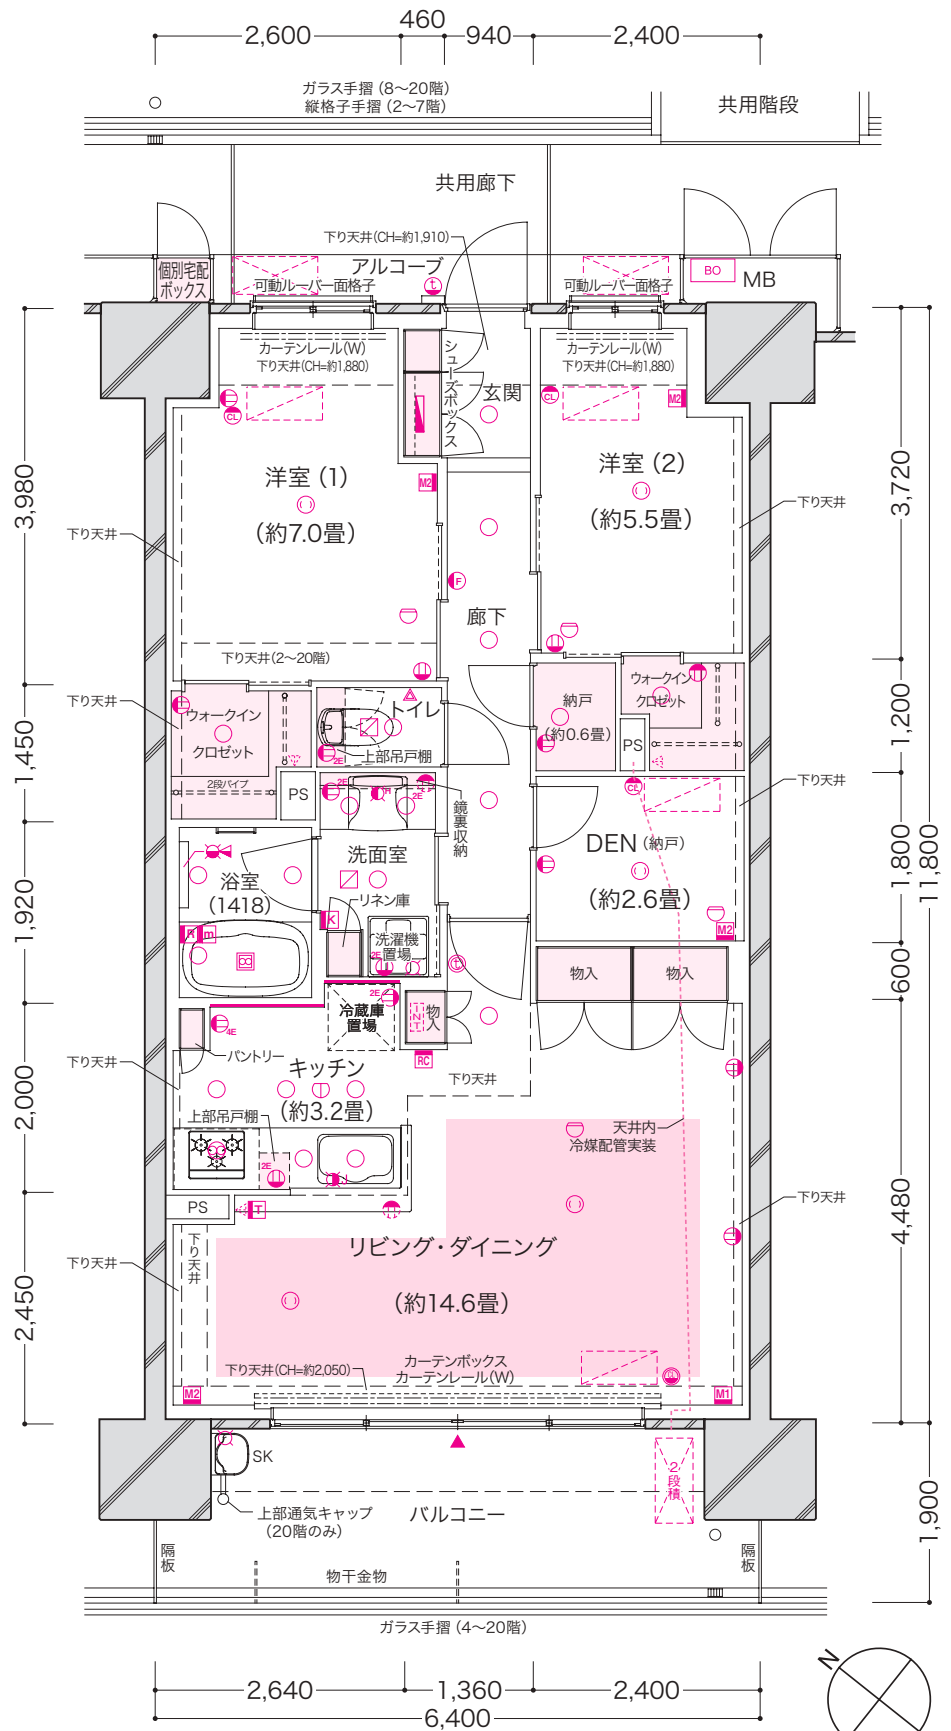 460
2,600
940
2,400
ガラス手摺 (8～20階)
縦格子手摺 (2～7階)
共用階段
共用廊下
下り天井(CH=約1,910)
個別宅配
ボックス
アルコーブ
t
可動ルーバー面格子
可動ルーバー面格子
BO
MB
カーテンレール(W)
下り天井(CH=約1,880)
シューズボックス
玄関
カーテンレール(W)
下り天井(CH=約1,880)
CL
CL
M2
洋室 (1)
(約7.0畳)
M2
洋室 (2)
(約5.5畳)
3,980
3,720
下り天井
下り天井
F
廊下
下り天井(2～20階)
下り天井
ウォークイン
クロゼット
2段パイプ
PS
トイレ
2E
上部吊戸棚
納戸
(約0.6畳)
ウォークイン
クロゼット
PS
1,450
1,200
2E
2E
鏡裏収納
洗面室
CL
DEN (納戸)
(約2.6畳)
下り天井
M2
1,800
11,800
浴室
(1418)
リネン庫
K
R
m
洗濯機
置場
2E
t
1,920
600
物入
物入
2E
冷蔵庫
置場
INT
物入
4E
パントリー
RC
キッチン
(約3.2畳)
下り天井
下り天井
2,000
上部吊戸棚
2E
天井内
冷媒配管実装
PS
T
下り天井
4,480
リビング・ダイニング
(約14.6畳)
下り天井
下り天井
2,450
下り天井(CH=約2,050)
カーテンボックス
カーテンレール(W)
M2
M1
SK
2段積
上部通気キャップ
(20階のみ)
バルコニー
1,900
隔板
隔板
物干金物
ガラス手摺 (4～20階)
N
2,640
1,360
2,400
6,400